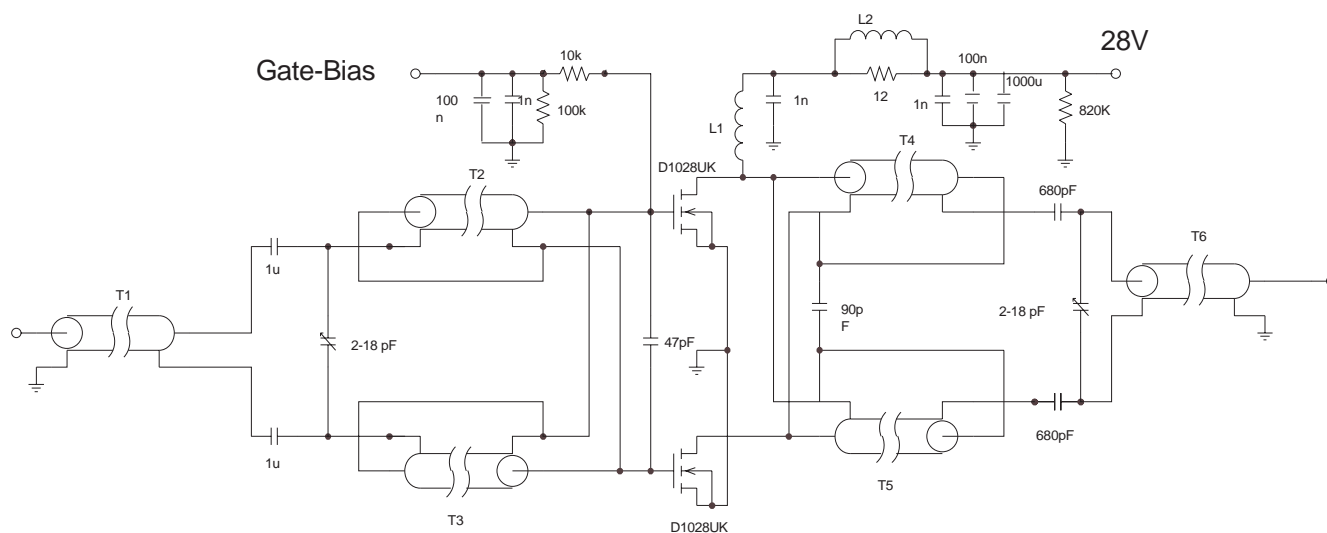 L2
28V
Gate-Bias
10k
100n
1000u
100
n
1n
100k
1n
12
1n
820K
L1
D1028UK
T4
T2
680pF
T6
1u
T1
2-18 pF
47pF
90p
F
2-18 pF
1u
680pF
T5
T3
D1028UK